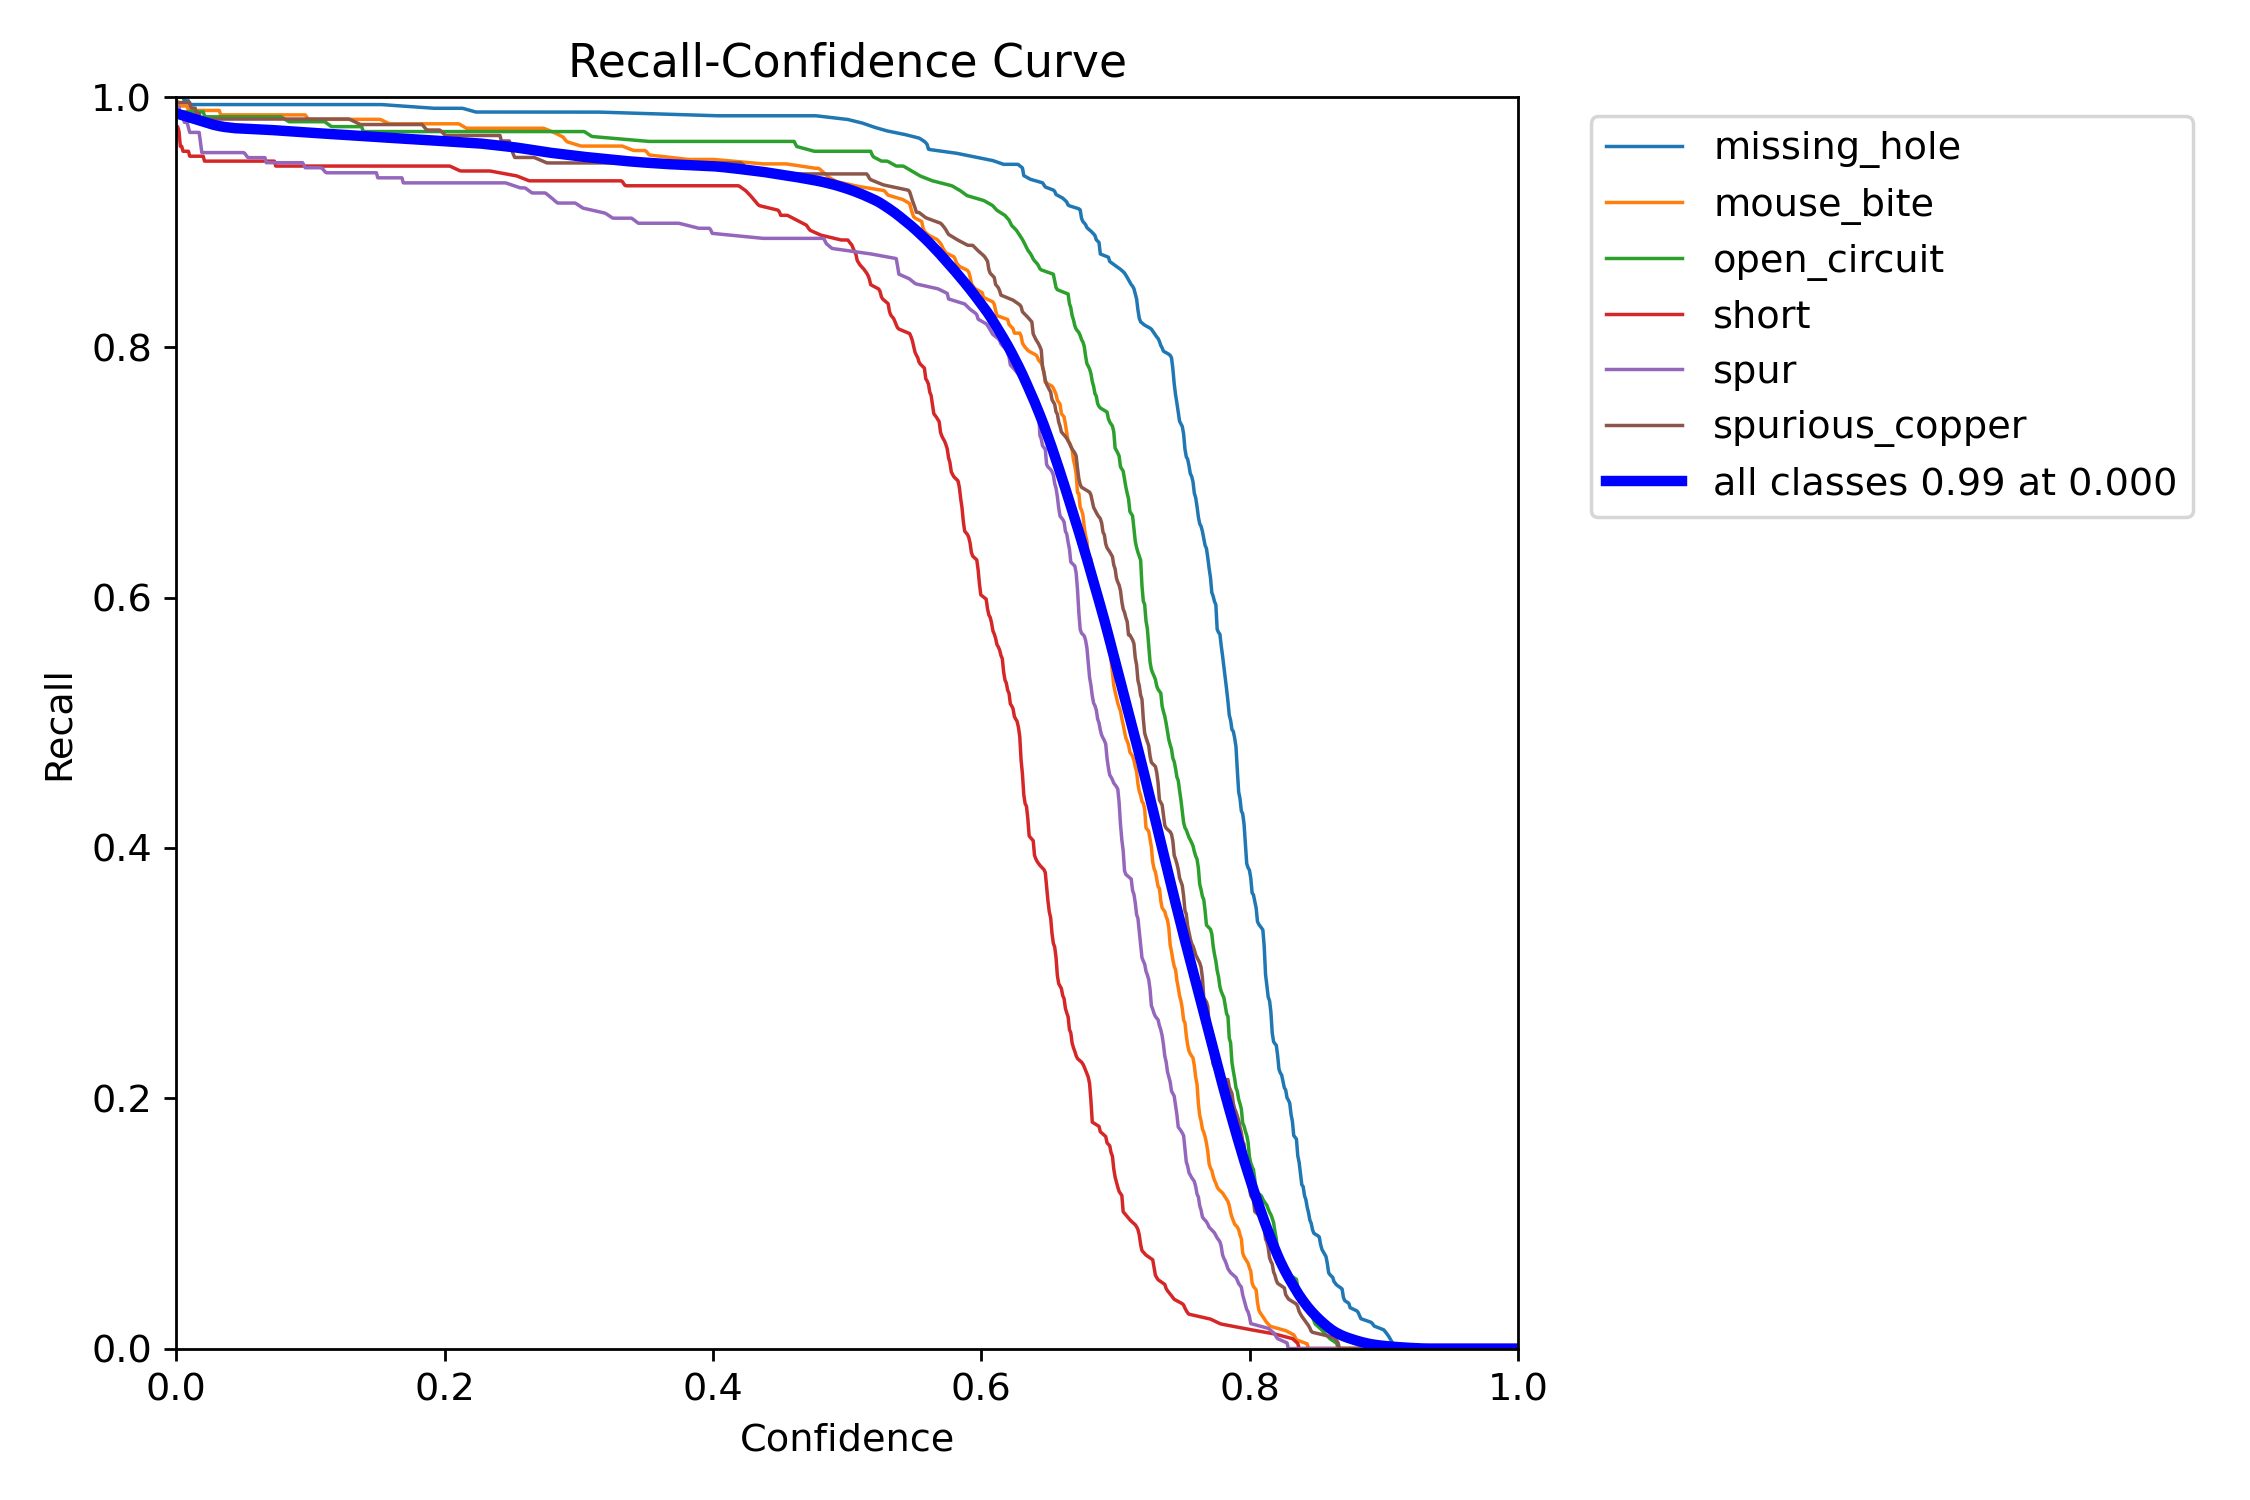 Recall-Confidence Curve
1.0
0.8
0.6
0.4
0.2
0.0
Recall
0.0 0.2 0.4 0.6 0.8 1.0
Confidence
missing_hole
mouse_bite
open_circuit
short
spur
spurious_copper
all classes 0.99 at 0.000